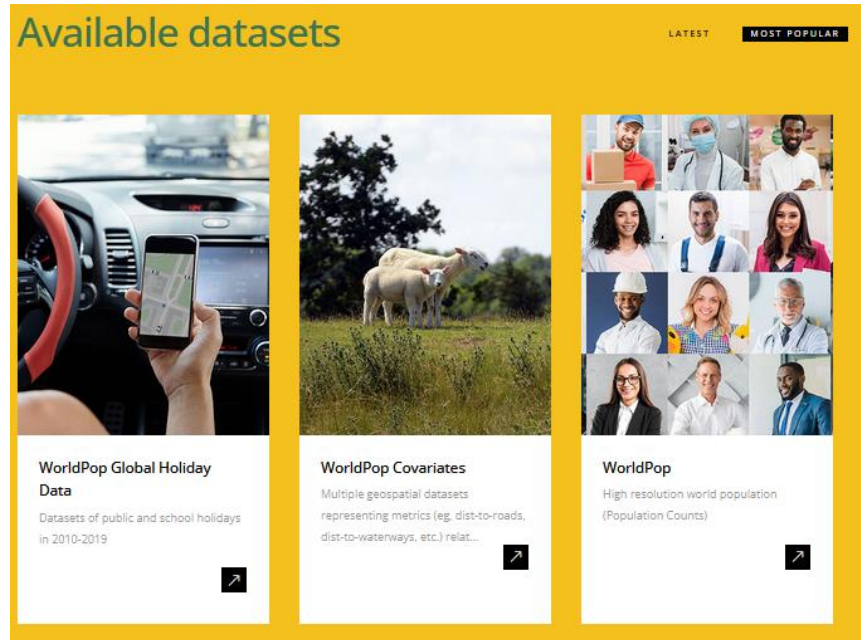 Available datasets
LATEST
MOST POPULAR
WorldPop Global Holiday
Data
Datasets of public and school holidays
in 2010-2019
WorldPop Covariates
Multiple geospatial datasets
representing metrics (eg. dist-to-roads,
dist-to-waterways, etc.) relat...
WorldPop
High resolution world population
(Population Counts)